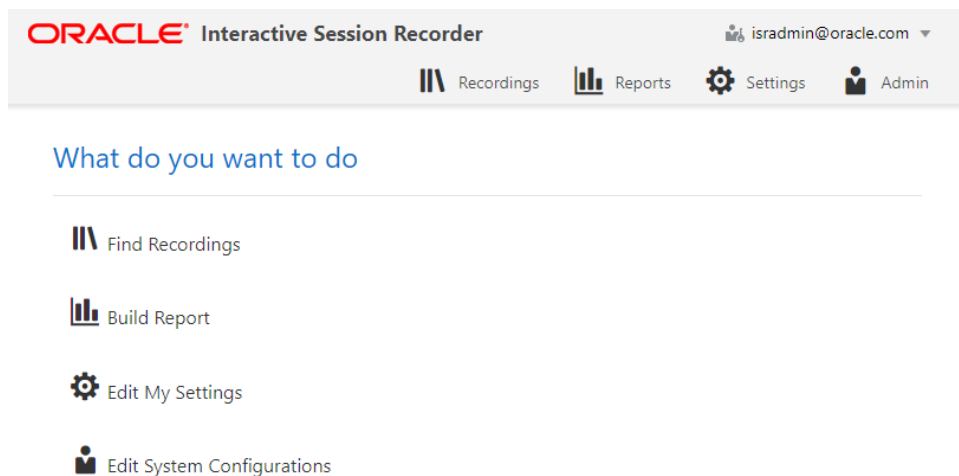 ORACLE® Interactive Session Recorder
isradmin@oracle.com
Recordings Reports Settings Admin
What do you want to do
Find Recordings
Build Report
Edit My Settings
Edit System Configurations